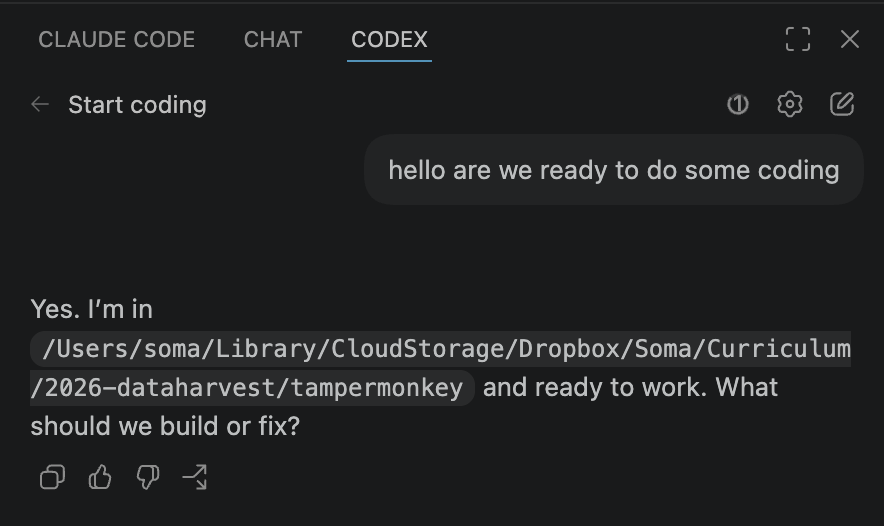 CLAUDE CODE CHAT CODEX
Start coding
hello are we ready to do some coding
Yes. I’m in
/Users/soma/Library/CloudStorage/Dropbox/Soma/Curriculum
/2026-dataharvest/tampermonkey and ready to work. What
should we build or fix?